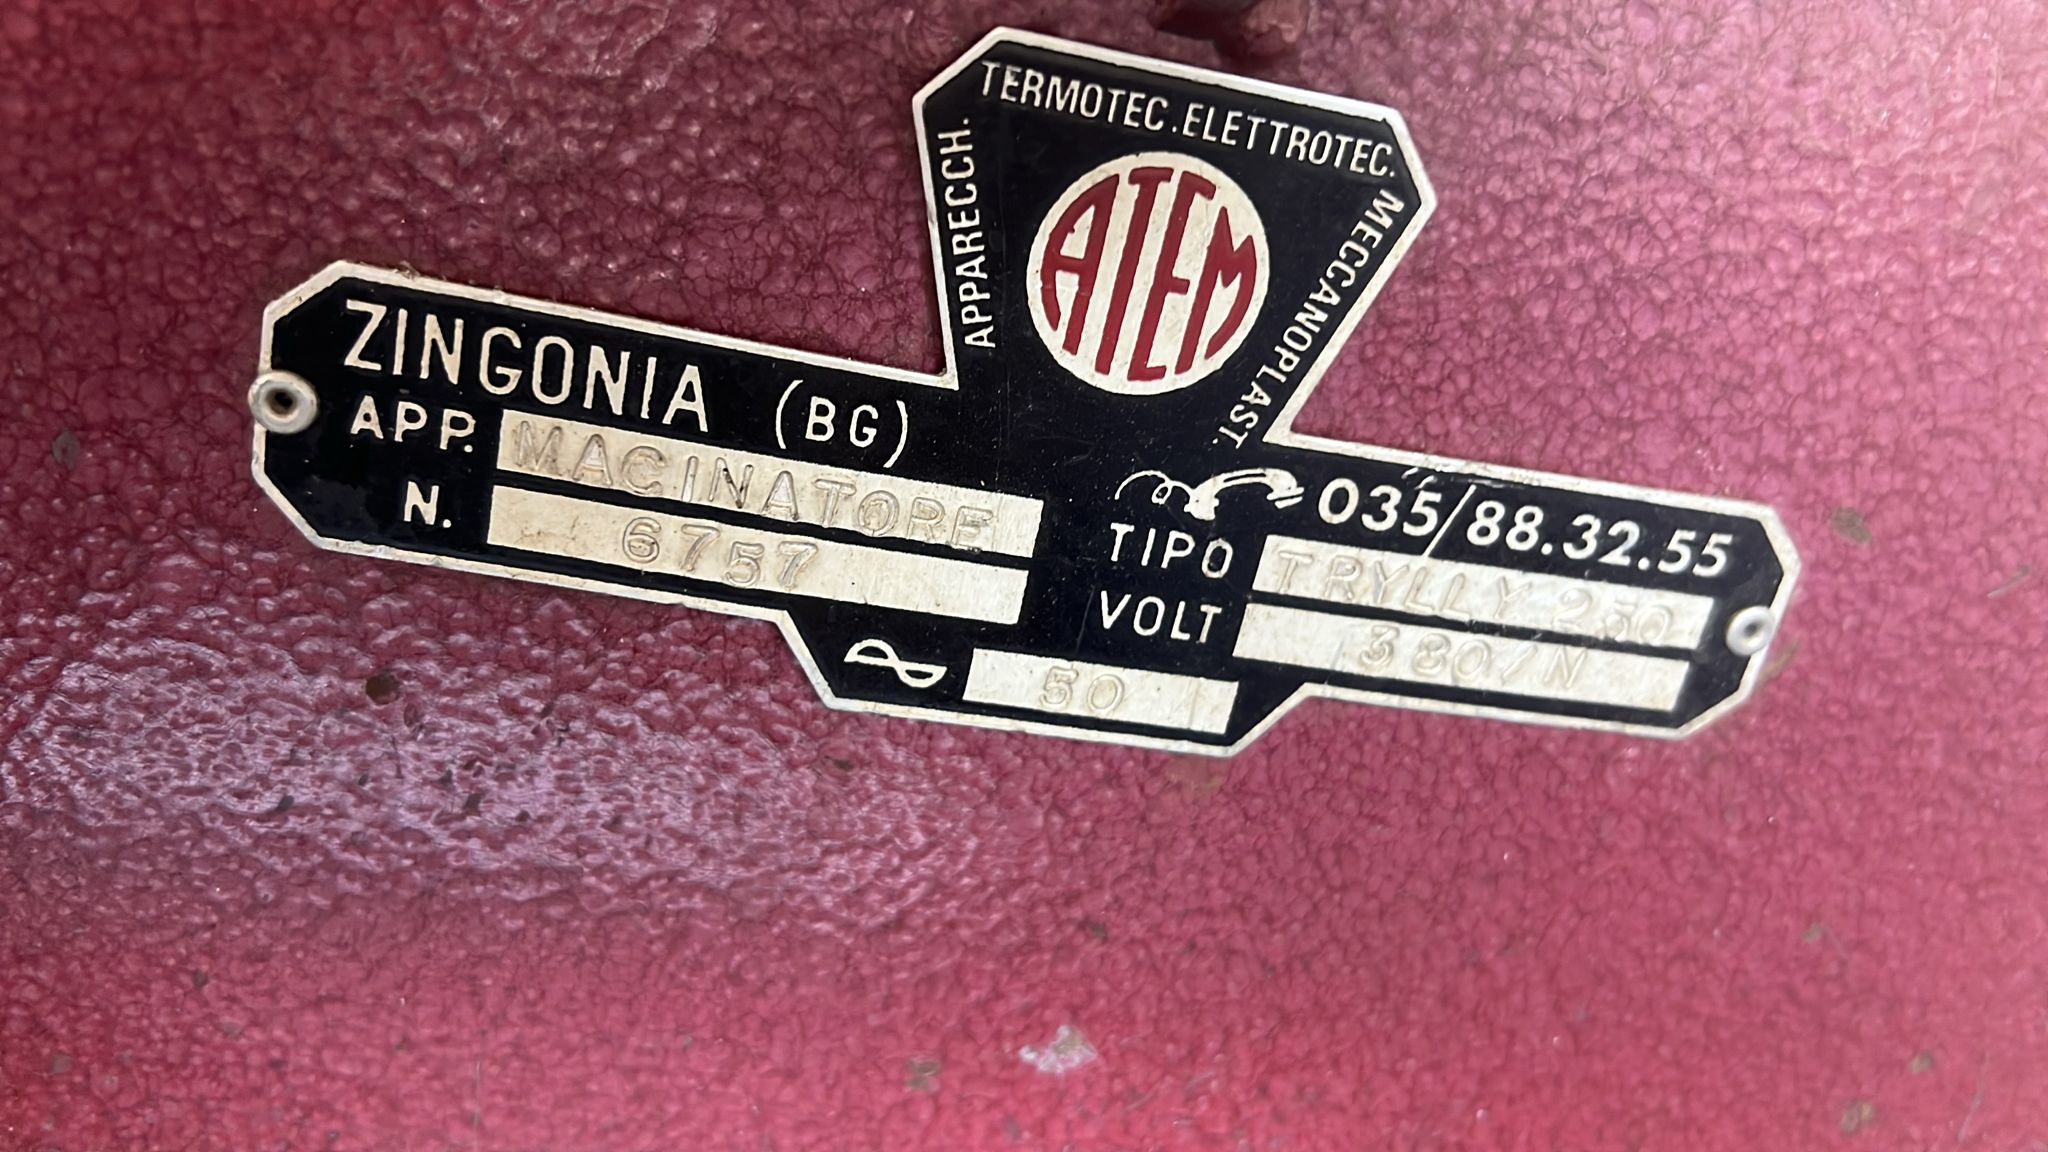 APPARECCH. TERMOTEC. ELETTROTEC. MECCANOPLAST.
ATEM
ZINGONIA (BG)
035/88.32.55
APP. MACINATORE
TIPO TRYLLY 250
N. 6757
VOLT 380/N
50